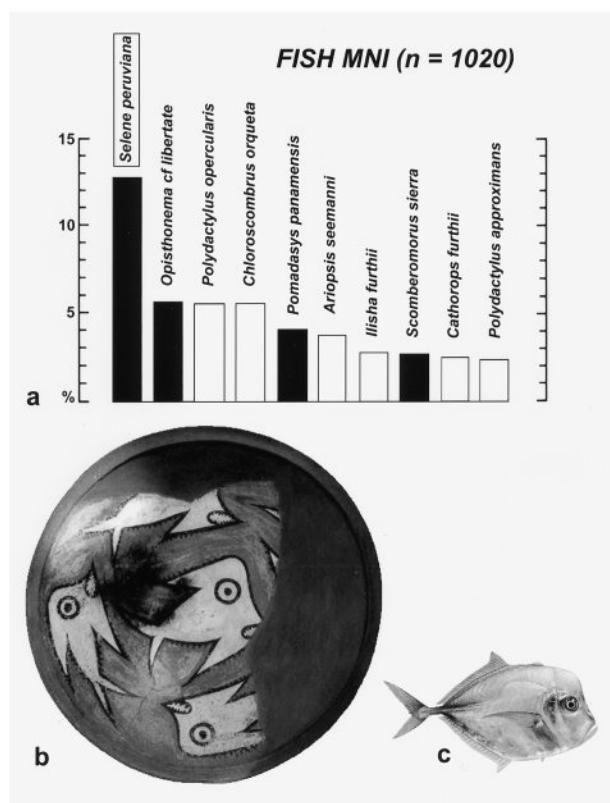 FISH MNI (n = 1020)
Selene peruviana
Opisthonema cf libertate
Polydactylus opercularis
Chloroscombrus orqueta
Pomadasys panamensis
Ariopsis seemanni
Ilisha furthii
Scomberomorus sierra
Cathorops furthii
Polydactylus approximans
15
10
5
%
a
b
c